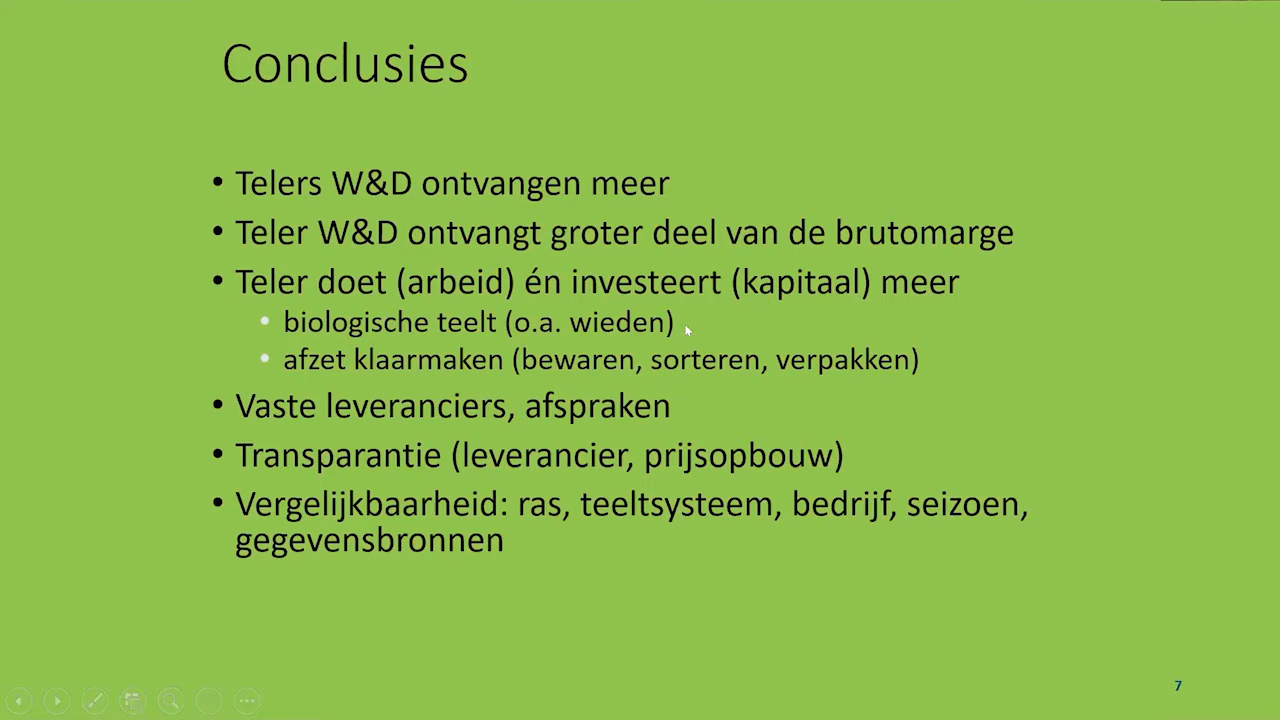 Conclusies
• Telers W&D ontvangen meer
• Teler W&D ontvangt groter deel van de brutomarge
• Teler doet (arbeid) én investeert (kapitaal) meer
• biologische teelt (o.a. wieden)
• afzet klaarmaken (bewaren, sorteren, verpakken)
• Vaste leveranciers, afspraken
• Transparantie (leverancier, prijsopbouw)
• Vergelijkbaarheid: ras, teeltsysteem, bedrijf, seizoen,
gegevensbronnen
7